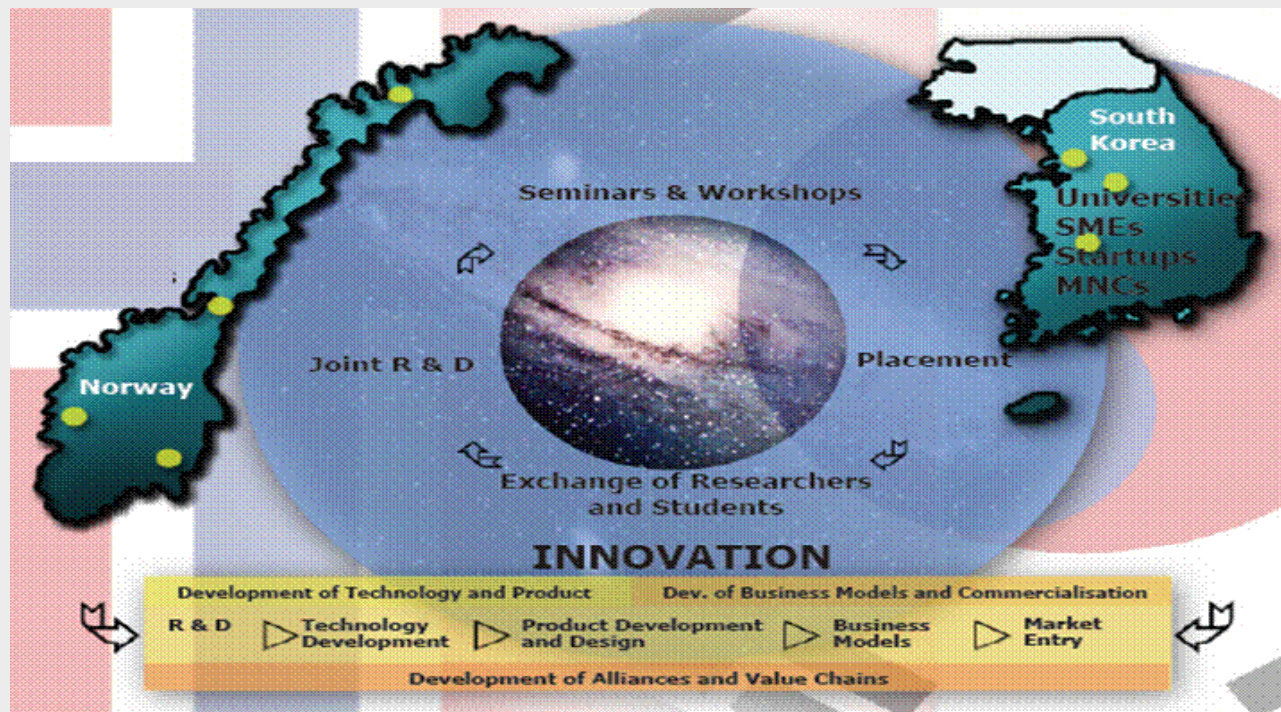 South
Korea
Universitie
SMEs
Startups
MNCs
Seminars & Workshops
Joint R & D
Placement
Norway
Exchange of Researchers
and Students
INNOVATION
Development of Technology and Product
Dev. of Business Models and Commercialisation
R & D
Technology
Development
Product Development
and Design
Business
Models
Market
Entry
Development of Alliances and Value Chains